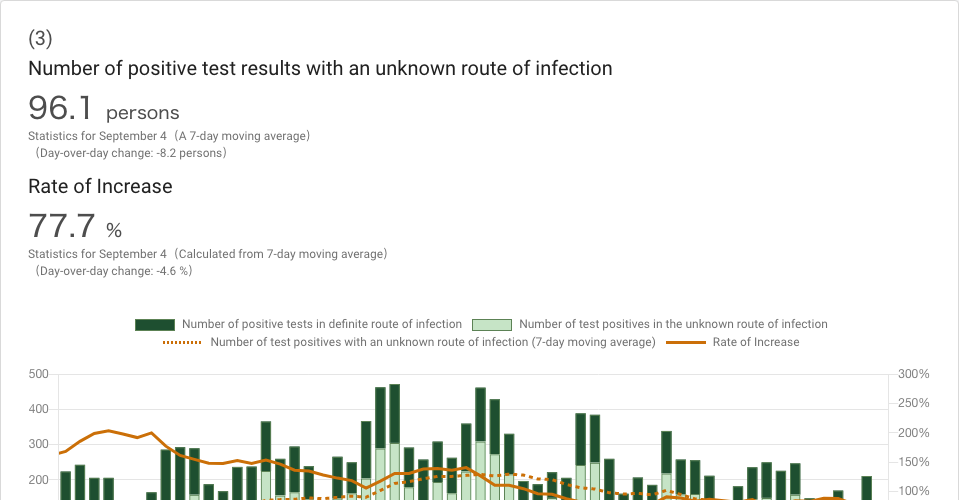 (3)
Number of positive test results with an unknown route of infection
96.1 persons
Statistics for September 4（A 7-day moving average）
（Day-over-day change: -8.2 persons）
Rate of Increase
77.7 %
Statistics for September 4（Calculated from 7-day moving average）
（Day-over-day change: -4.6 %）
Number of positive tests in definite route of infection Number of test positives in the unknown route of infection
Number of test positives with an unknown route of infection (7-day moving average) Rate of Increase
500 300%
250%
400
200%
300
150%
200
100%